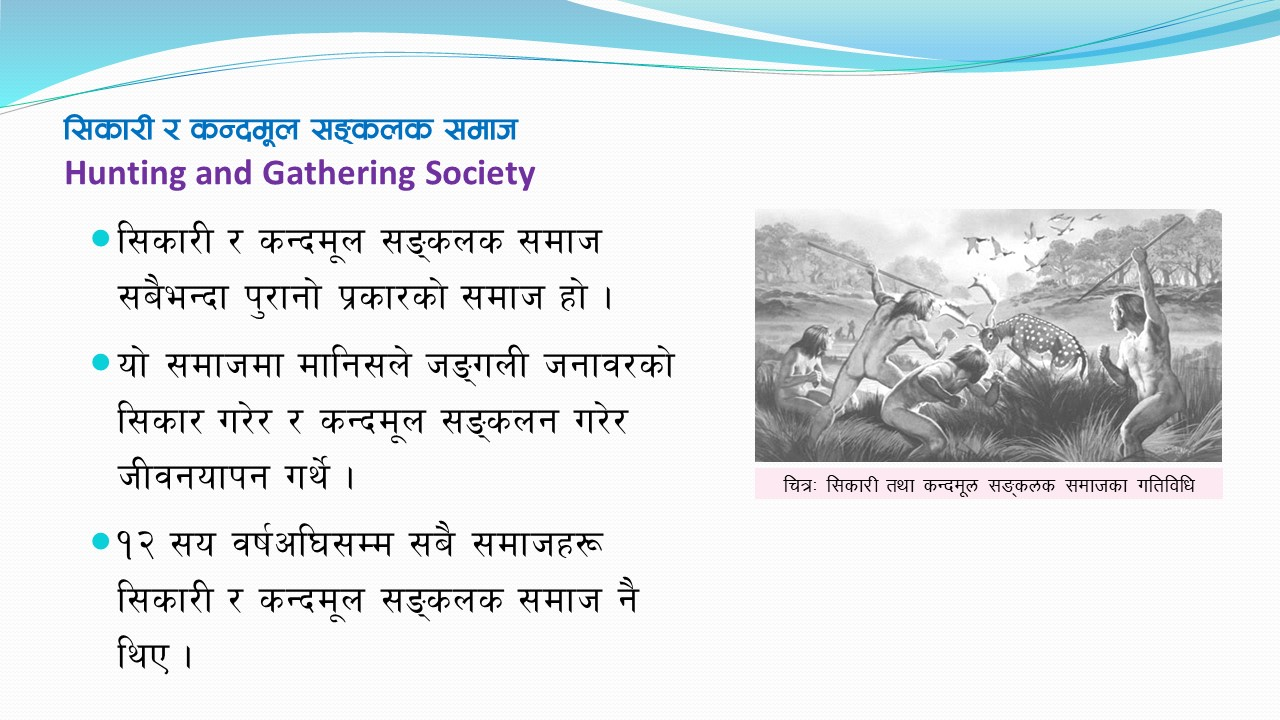 सिकारी र कन्दमूल सङ्कलक समाज
Hunting and Gathering Society
सिकारी र कन्दमूल सङ्कलक समाज
सबैभन्दा पुरानो प्रकारको समाज हो ।
यो समाजमा मानिसले जङ्गली जनावरको
सिकार गरेर र कन्दमूल सङ्कलन गरेर
जीवनयापन गर्थे ।
१२ सय वर्षअघिसम्म सबै समाजहरू
सिकारी र कन्दमूल सङ्कलक समाज नै
थिए ।
चित्रः सिकारी तथा कन्दमूल सङ्कलक समाजका गतिविधि